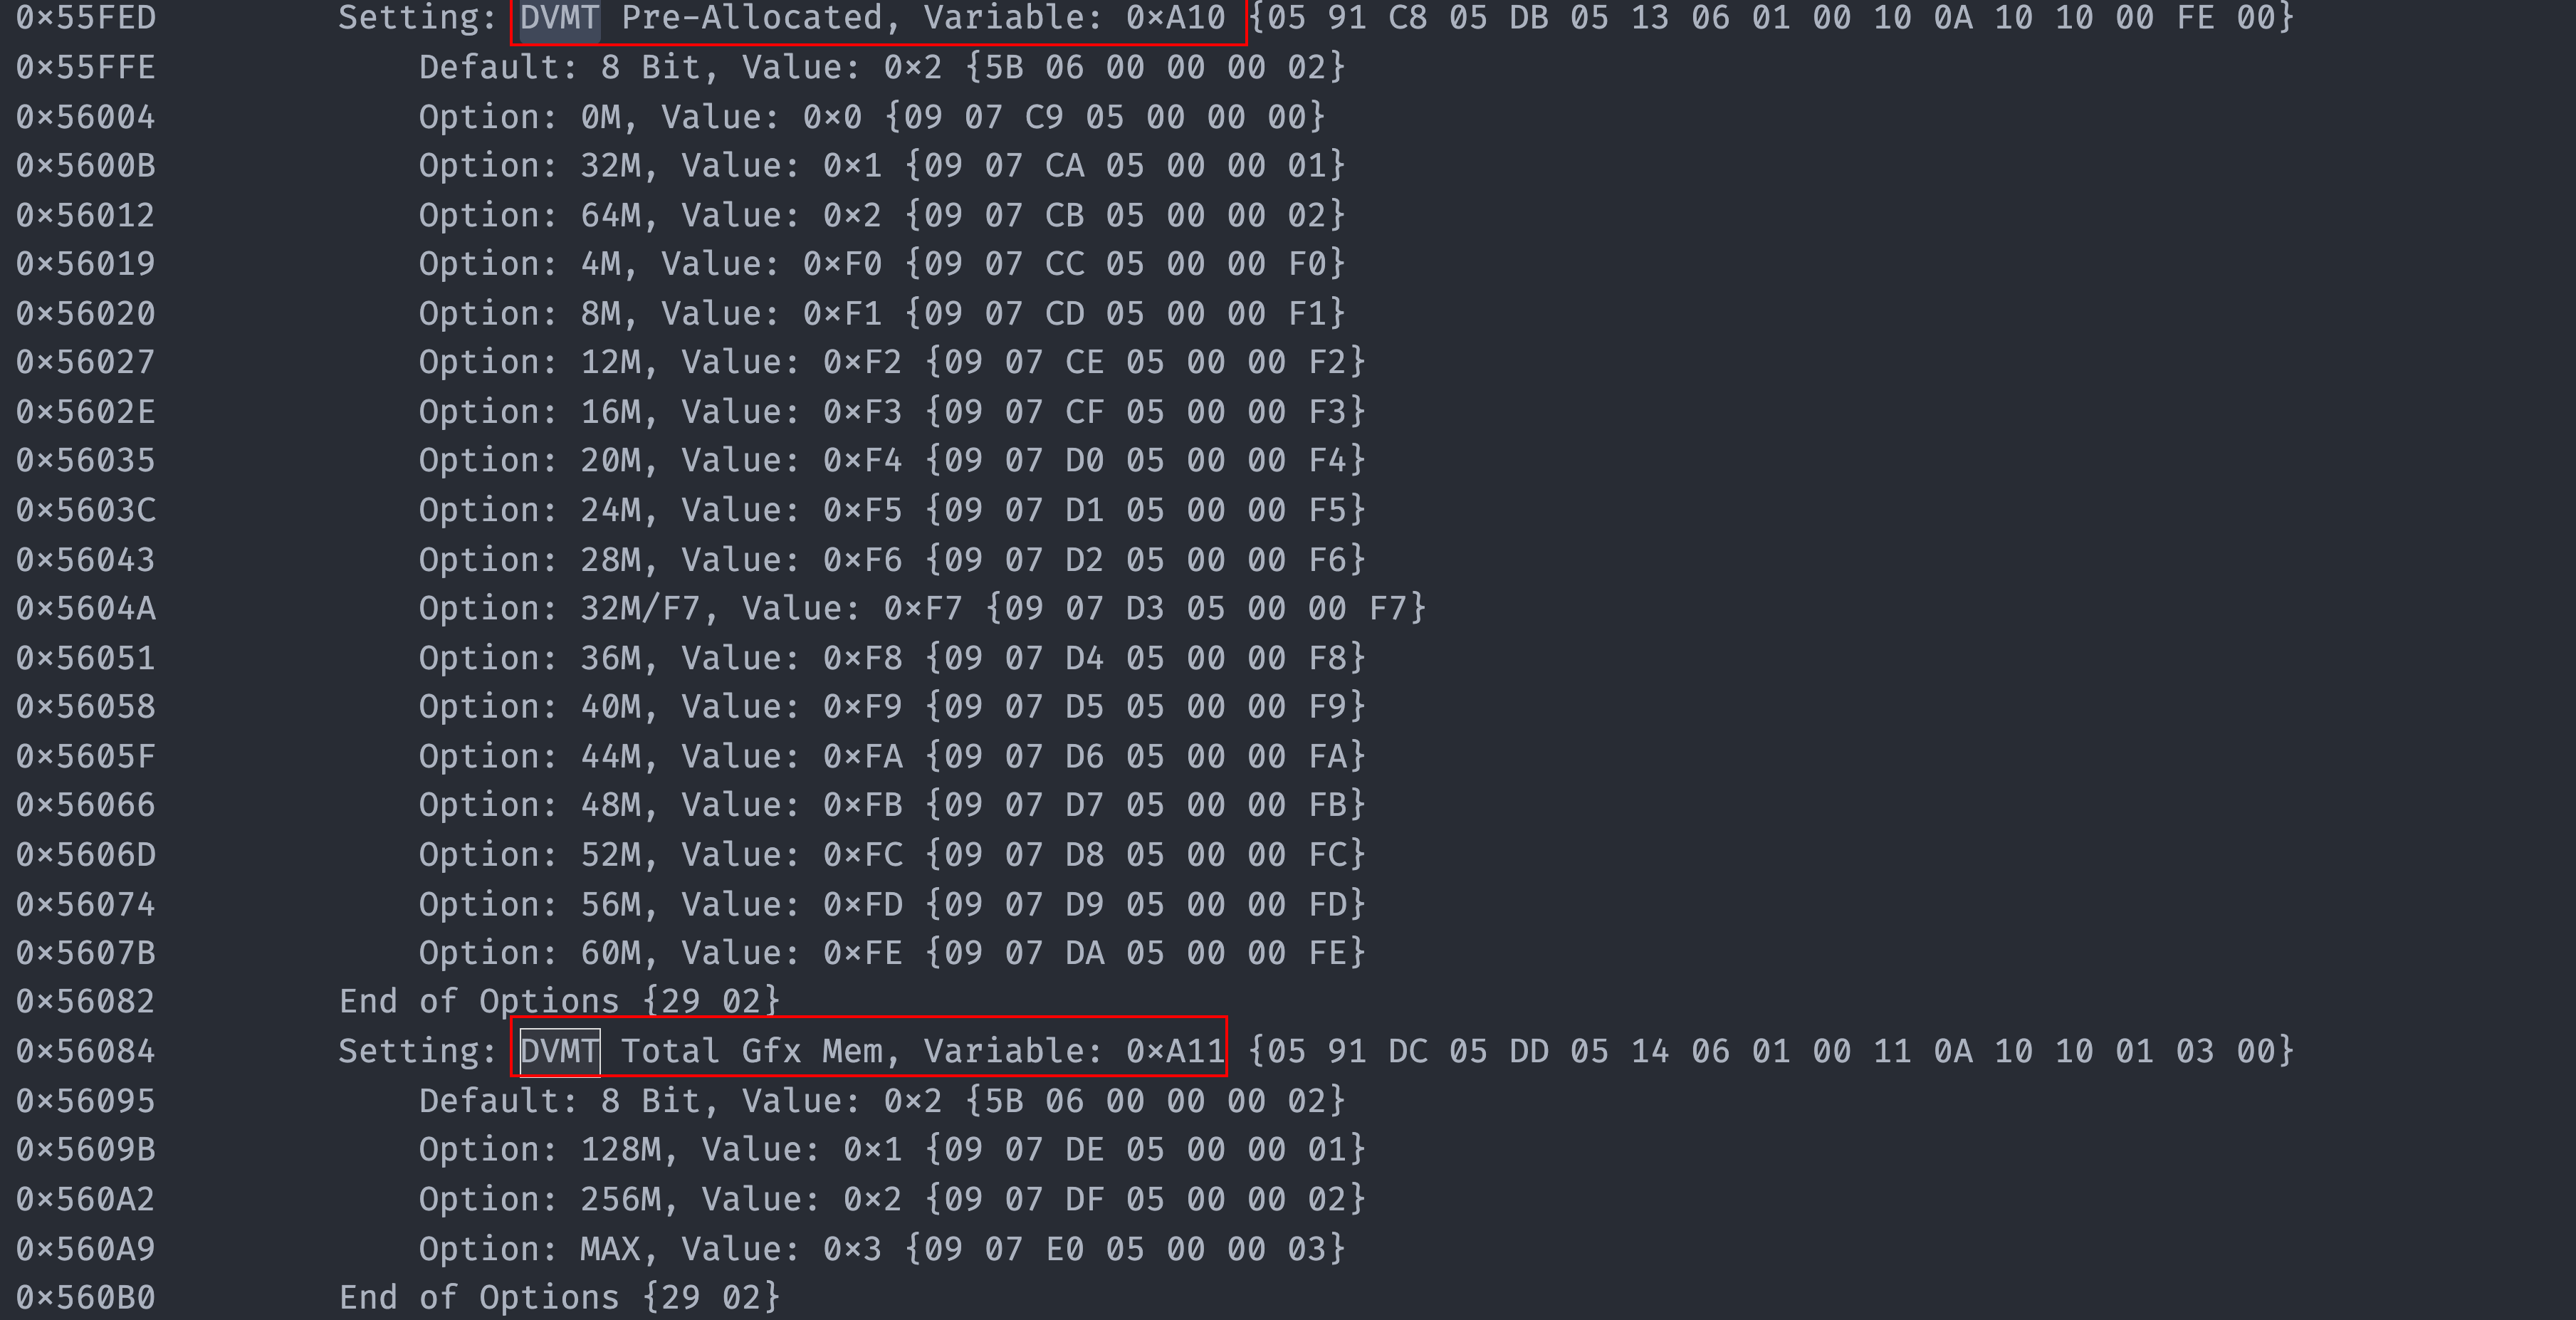 0x55FED Setting: DVMT Pre-Allocated, Variable: 0xA10 {05 91 C8 05 DB 05 13 06 01 00 10 0A 10 10 00 FE 00}
0x55FFE Default: 8 Bit, Value: 0x2 {5B 06 00 00 00 02}
0x56004 Option: 0M, Value: 0x0 {09 07 C9 05 00 00 00}
0x5600B Option: 32M, Value: 0x1 {09 07 CA 05 00 00 01}
0x56012 Option: 64M, Value: 0x2 {09 07 CB 05 00 00 02}
0x56019 Option: 4M, Value: 0xF0 {09 07 CC 05 00 00 F0}
0x56020 Option: 8M, Value: 0xF1 {09 07 CD 05 00 00 F1}
0x56027 Option: 12M, Value: 0xF2 {09 07 CE 05 00 00 F2}
0x5602E Option: 16M, Value: 0xF3 {09 07 CF 05 00 00 F3}
0x56035 Option: 20M, Value: 0xF4 {09 07 D0 05 00 00 F4}
0x5603C Option: 24M, Value: 0xF5 {09 07 D1 05 00 00 F5}
0x56043 Option: 28M, Value: 0xF6 {09 07 D2 05 00 00 F6}
0x5604A Option: 32M/F7, Value: 0xF7 {09 07 D3 05 00 00 F7}
0x56051 Option: 36M, Value: 0xF8 {09 07 D4 05 00 00 F8}
0x56058 Option: 40M, Value: 0xF9 {09 07 D5 05 00 00 F9}
0x5605F Option: 44M, Value: 0xFA {09 07 D6 05 00 00 FA}
0x56066 Option: 48M, Value: 0xFB {09 07 D7 05 00 00 FB}
0x5606D Option: 52M, Value: 0xFC {09 07 D8 05 00 00 FC}
0x56074 Option: 56M, Value: 0xFD {09 07 D9 05 00 00 FD}
0x5607B Option: 60M, Value: 0xFE {09 07 DA 05 00 00 FE}
0x56082 End of Options {29 02}
0x56084 Setting: DVMT Total Gfx Mem, Variable: 0xA11 {05 91 DC 05 DD 05 14 06 01 00 11 0A 10 10 01 03 00}
0x56095 Default: 8 Bit, Value: 0x2 {5B 06 00 00 00 02}
0x5609B Option: 128M, Value: 0x1 {09 07 DE 05 00 00 01}
0x560A2 Option: 256M, Value: 0x2 {09 07 DF 05 00 00 02}
0x560A9 Option: MAX, Value: 0x3 {09 07 E0 05 00 00 03}
0x560B0 End of Options {29 02}